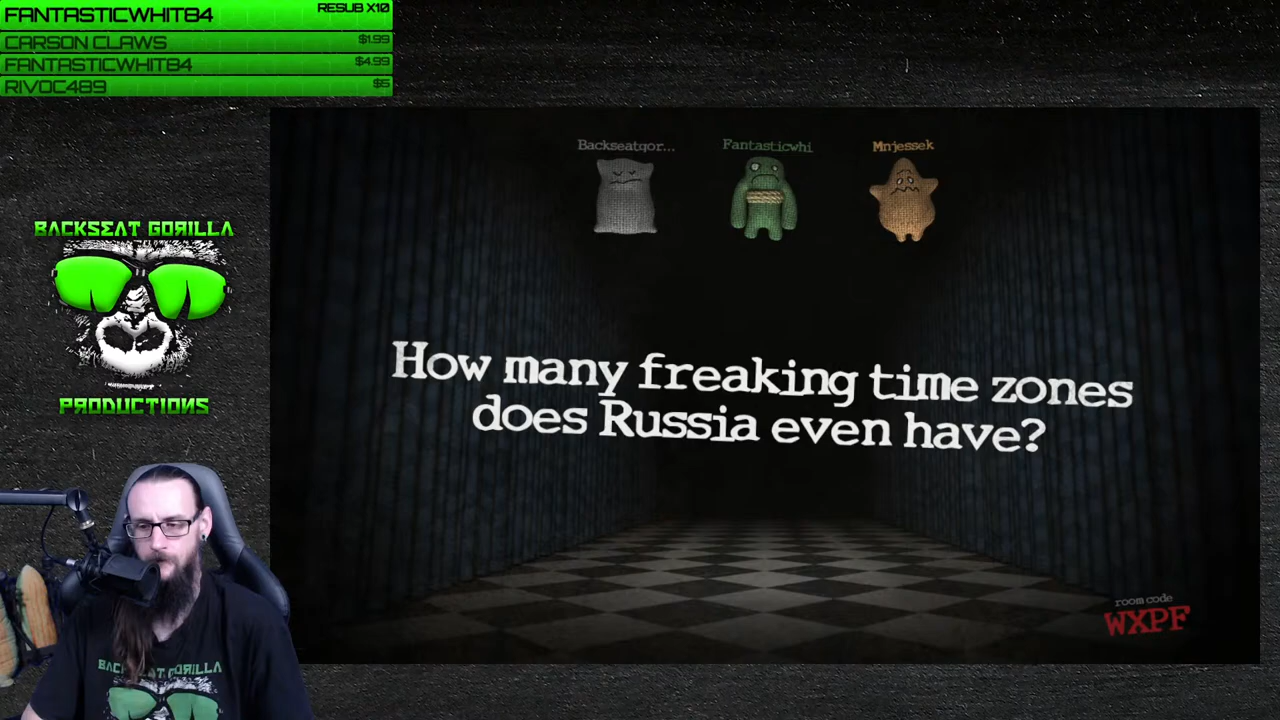 FANTASTICWHIT84 RESUB X10
CARSON CLAWS $1.99
FANTASTICWHIT84 $4.99
RIVOC489 $5
BACKSEAT GORILLA
PRODUCTIONS
Backseatgor... Fantasticwhi Mnjessek
How many freaking time zones
does Russia even have?
room code
WXPF
BACKSEAT GORILLA